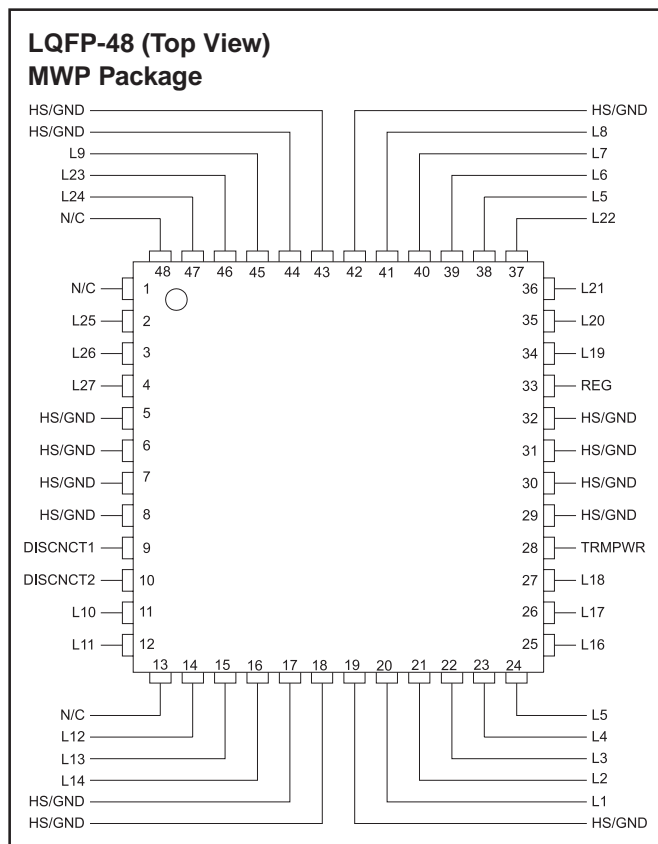 LQFP-48 (Top View)
MWP Package
HS/GND
HS/GND
L9
L23
L24
N/C
HS/GND
L8
L7
L6
L5
L22
48 47 46 45 44 43 42 41 40 39 38 37
N/C 1
L25 2
L26 3
L27 4
HS/GND 5
HS/GND 6
HS/GND 7
HS/GND 8
DISCNCT1 9
DISCNCT2 10
L10 11
L11 12
36 L21
35 L20
34 L19
33 REG
32 HS/GND
31 HS/GND
30 HS/GND
29 HS/GND
28 TRMPWR
27 L18
26 L17
25 L16
13 14 15 16 17 18 19 20 21 22 23 24
N/C
L12
L13
L14
HS/GND
HS/GND
L5
L4
L3
L2
L1
HS/GND